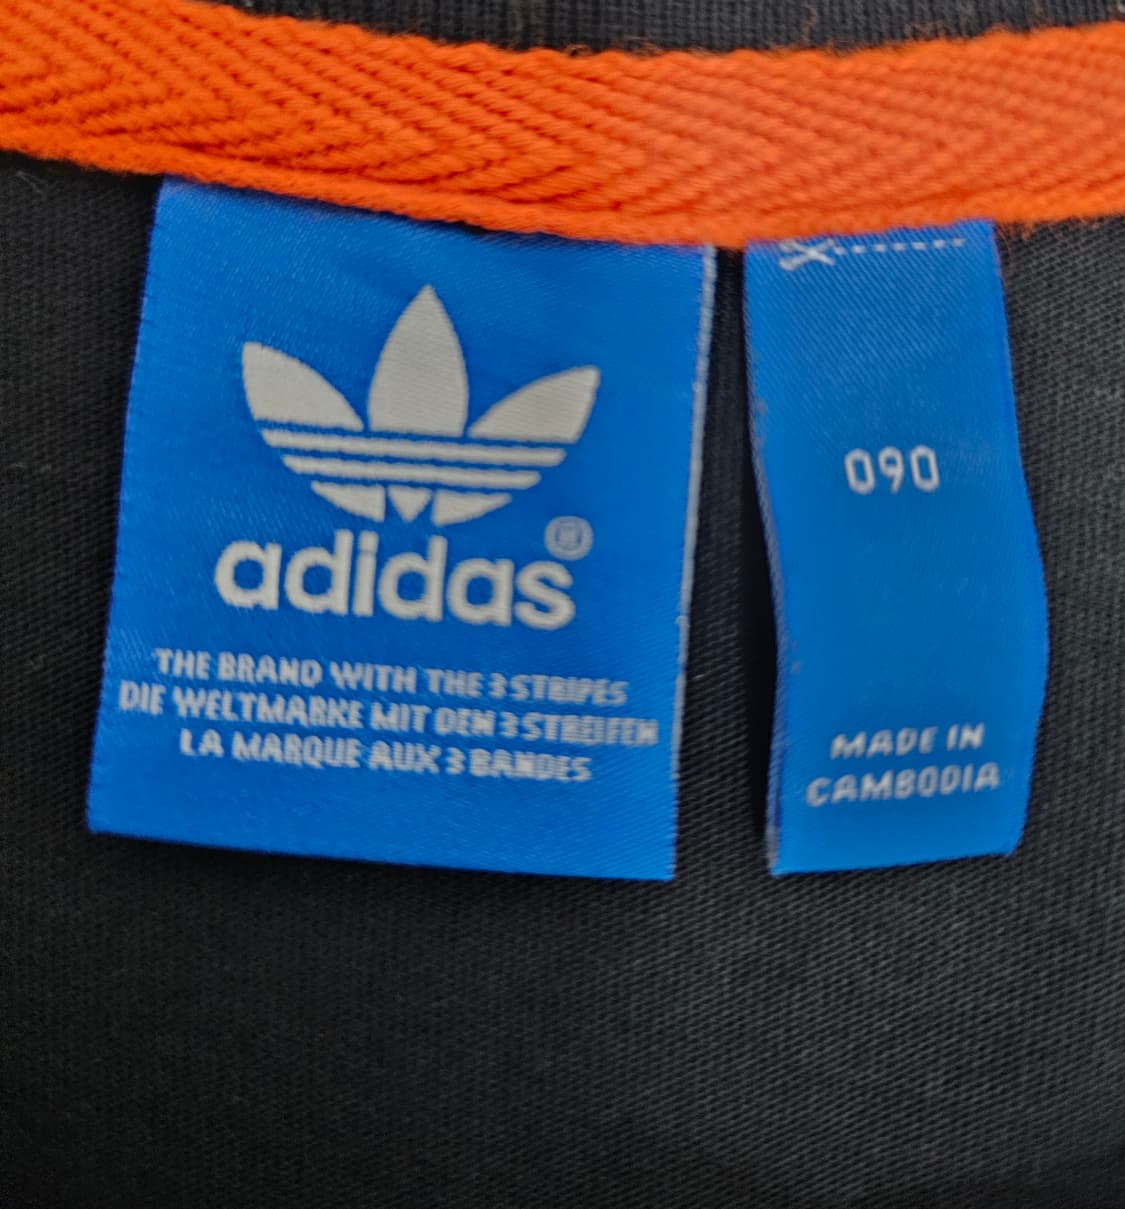 adidas®
THE BRAND WITH THE 3 STRIPES
DIE WELTMARKE MIT DEN 3 STREIFEN
LA MARQUE AUX 3 BANDES
090
MADE IN
CAMBODIA